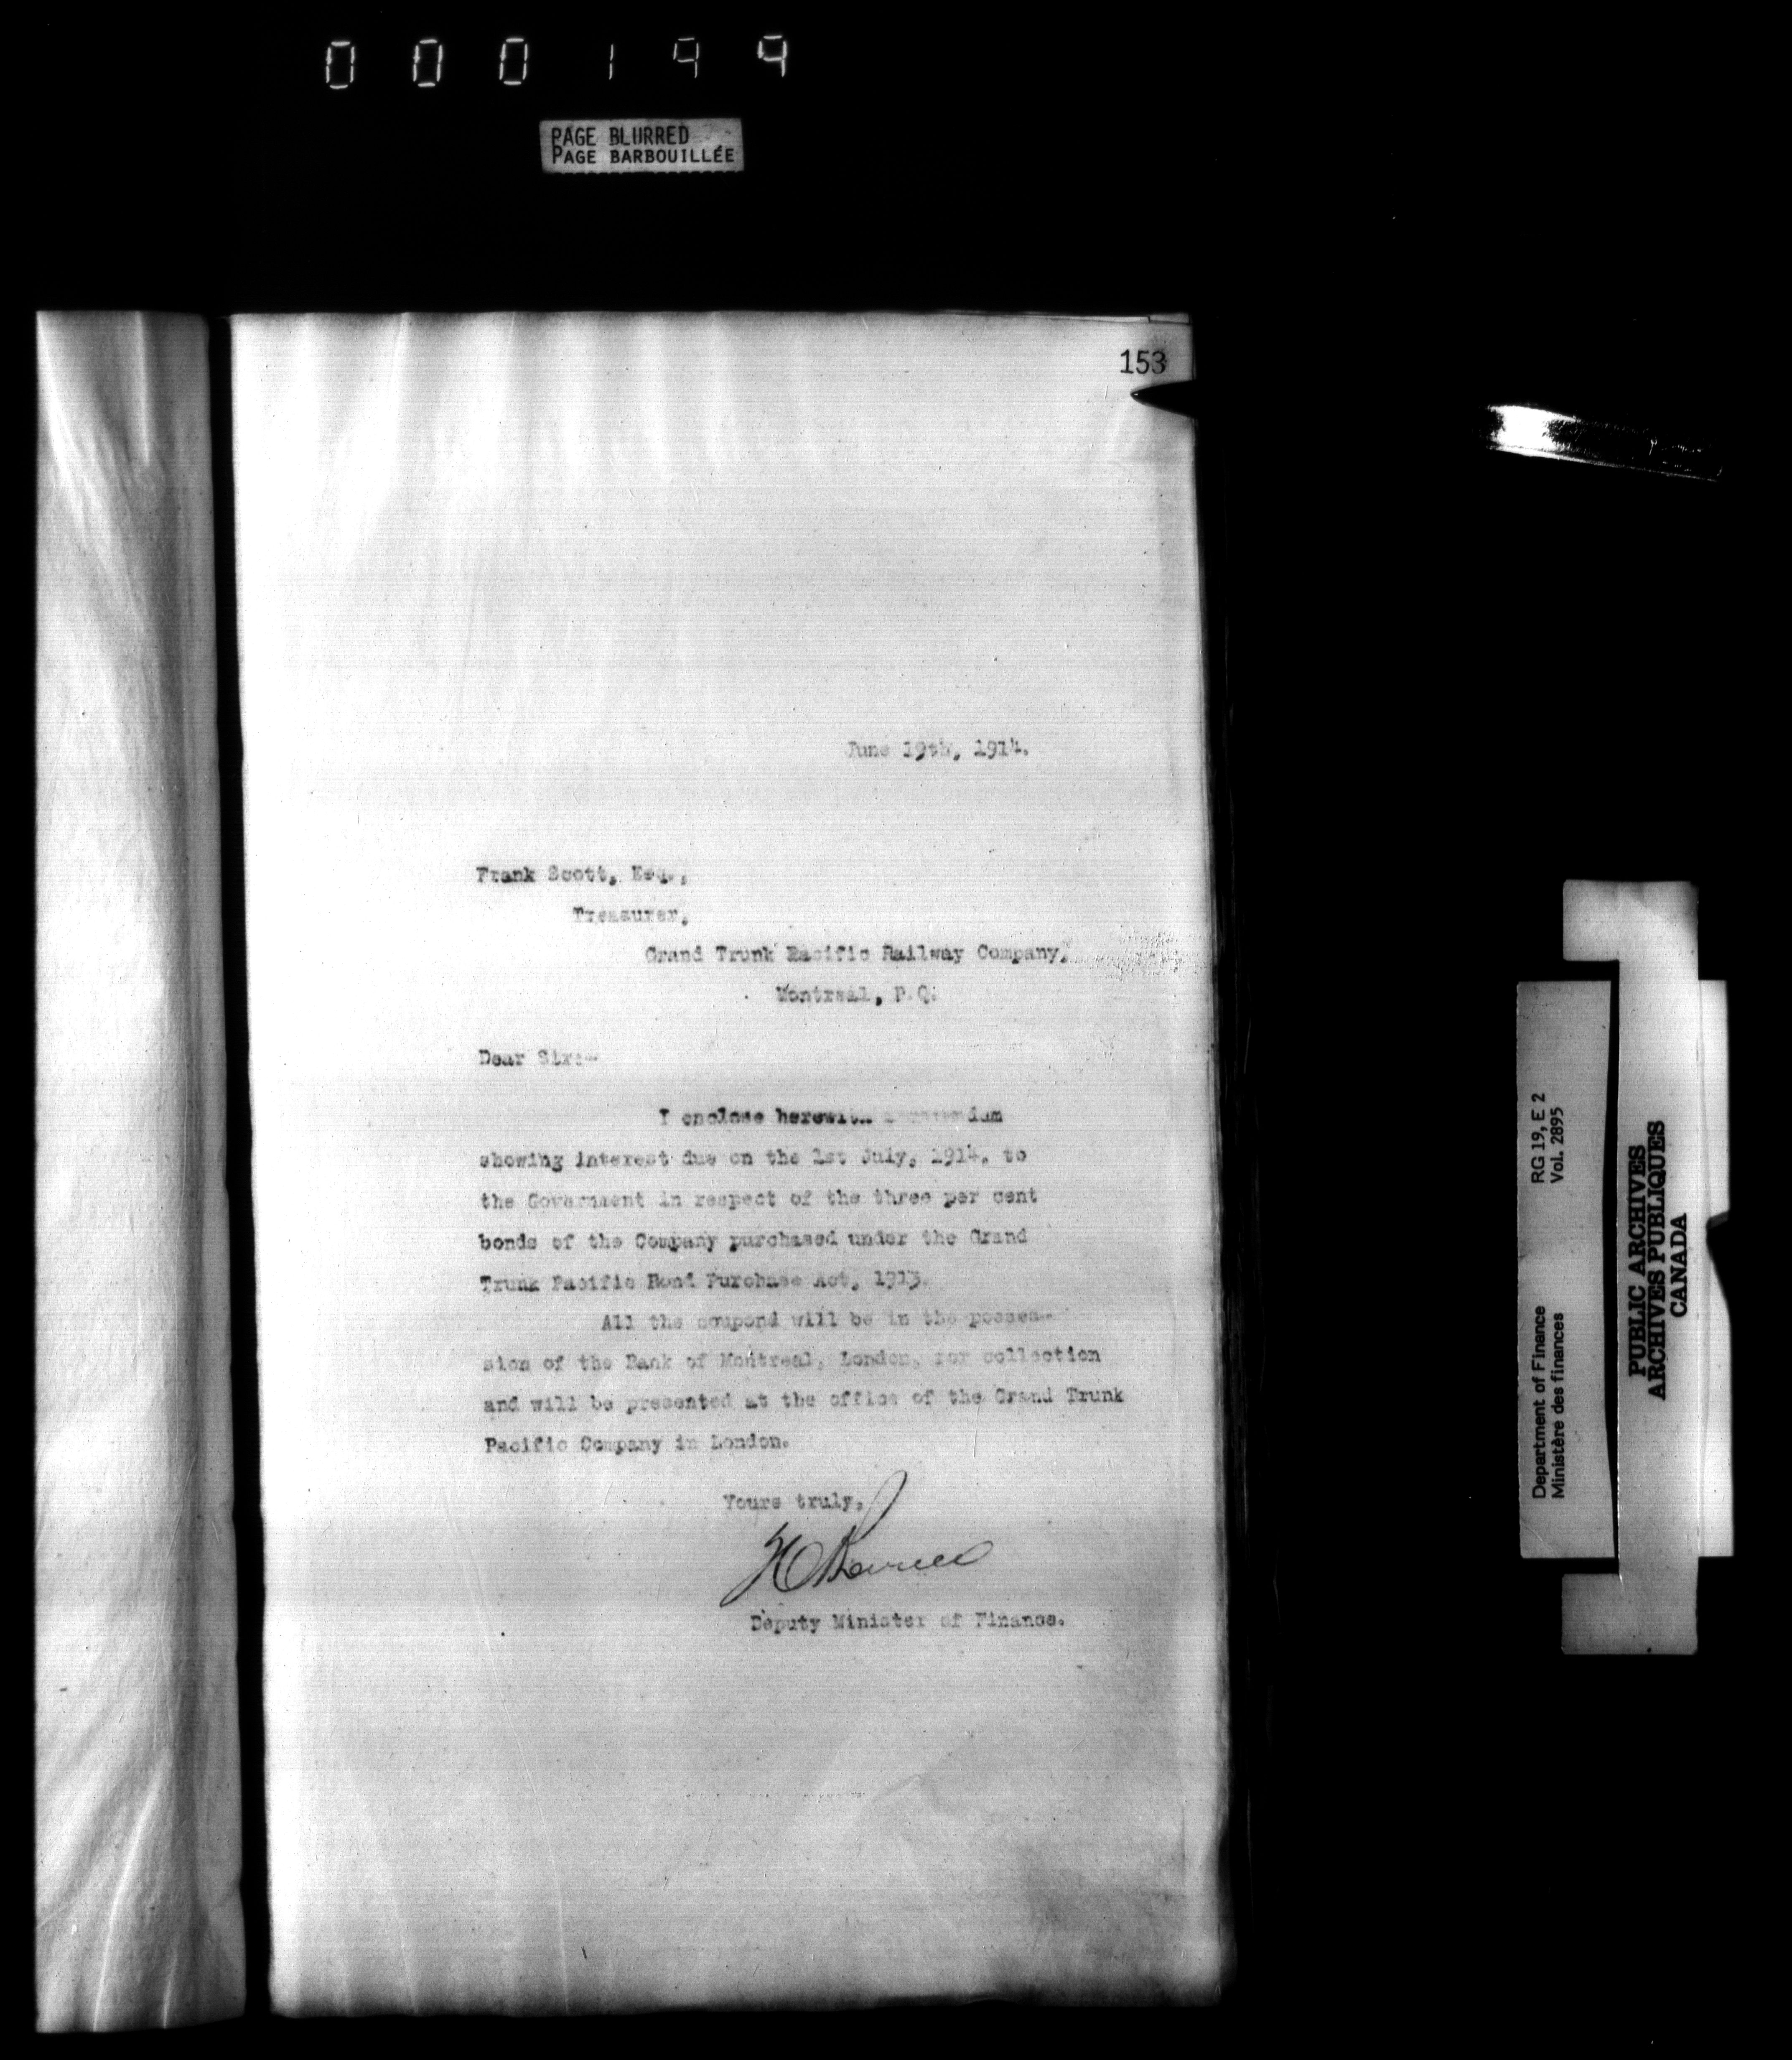 000199
PAGE BLURRED
PAGE BARBOUILLÉE
153
June 19th, 1914.
Frank Scott, Esq.,
Treasurer,
Grand Trunk Pacific Railway Company,
Montreal, P.Q.
Dear Sir:-
I enclose herewith memorandum
showing interest due on the 1st July, 1914, to
the Government in respect of the three per cent
bonds of the Company purchased under the Grand
Trunk Pacific Bond Purchase Act, 1913.
All the coupond will be in the posses-
sion of the Bank of Montreal, London, for collection
and will be presented at the office of the Grand Trunk
Pacific Company in London.
Yours truly,
Deputy Minister of Finance.
Department of Finance RG 19, E 2
Ministère des finances Vol. 2895
PUBLIC ARCHIVES
ARCHIVES PUBLIQUES
CANADA